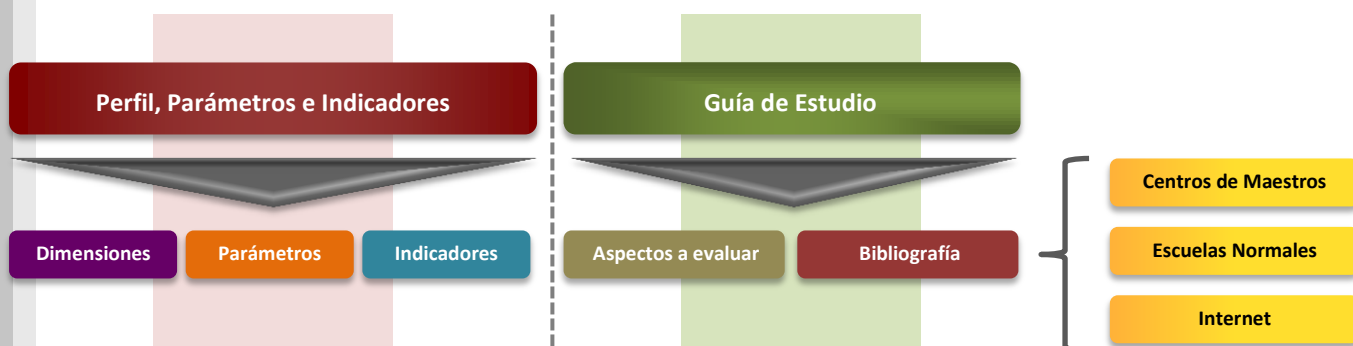 Perfil, Parámetros e Indicadores
Guía de Estudio
Dimensiones
Parámetros
Indicadores
Aspectos a evaluar
Bibliografía
Centros de Maestros
Escuelas Normales
Internet